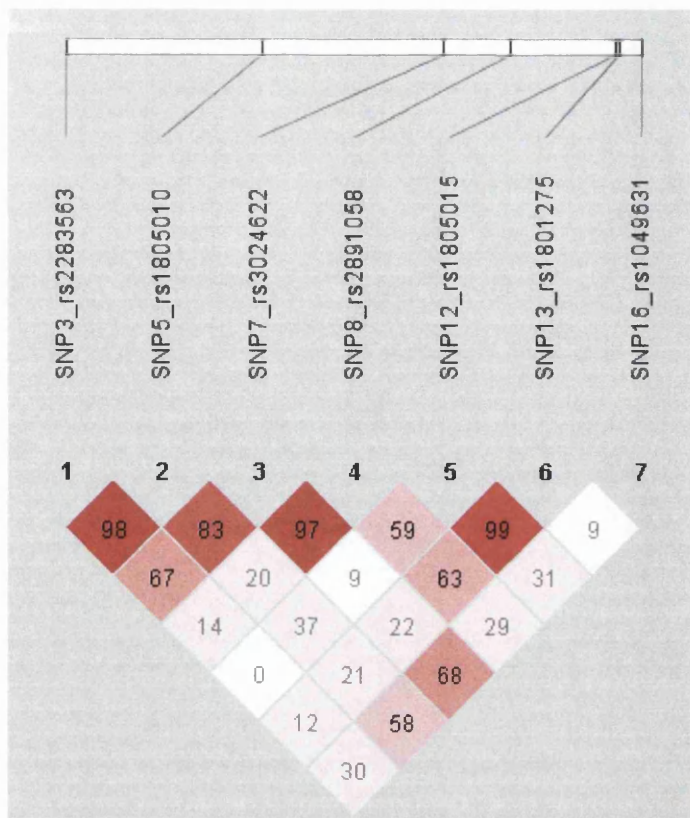 SNP3_rs2283563
SNP5_rs1805010
SNP7_rs3024622
SNP8_rs2891058
SNP12_rs1805015
SNP13_rs1801275
SNP16_rs1049631
1 2 3 4 5 6 7
98 83 97 59 99 9
67 20 9 63 31
14 37 22 29
0 21 68
12 58
30